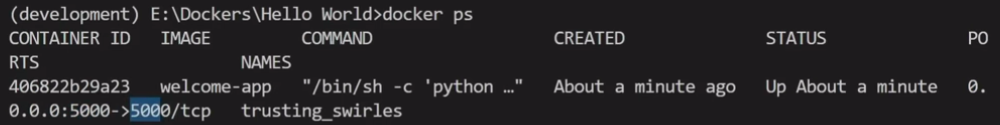 (development) E:\Dockers\Hello World>docker ps
CONTAINER ID   IMAGE         COMMAND                  CREATED              STATUS              PO
RTS                    NAMES
406822b29a23   welcome-app   "/bin/sh -c 'python …"   About a minute ago   Up About a minute   0.
0.0.0:5000->5000/tcp   trusting_swirles